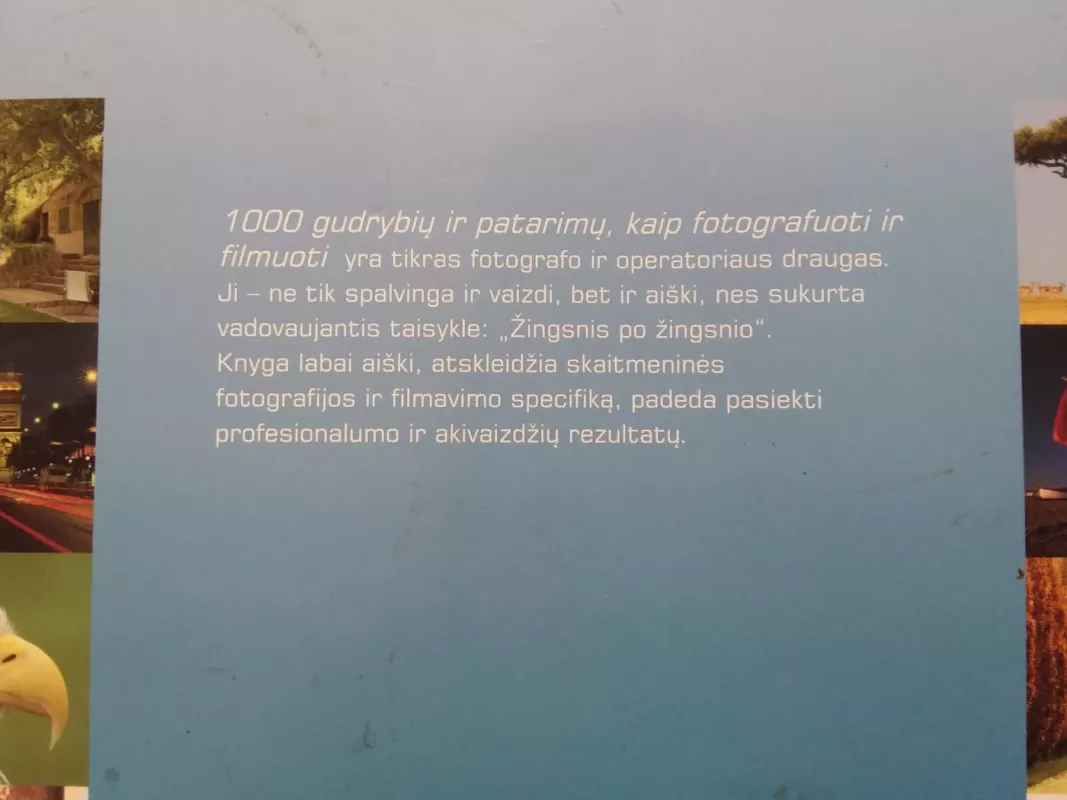 1000 gudrybių ir patarimų, kaip fotografuoti ir
filmuoti yra tikras fotografo ir operatoriaus draugas.
Ji – ne tik spalvinga ir vaizdi, bet ir aiški, nes sukurta
vadovaujantis taisykle: „Žingsnis po žingsnio“.
Knyga labai aiški, atskleidžia skaitmeninės
fotografijos ir filmavimo specifiką, padeda pasiekti
profesionalumo ir akivaizdžių rezultatų.